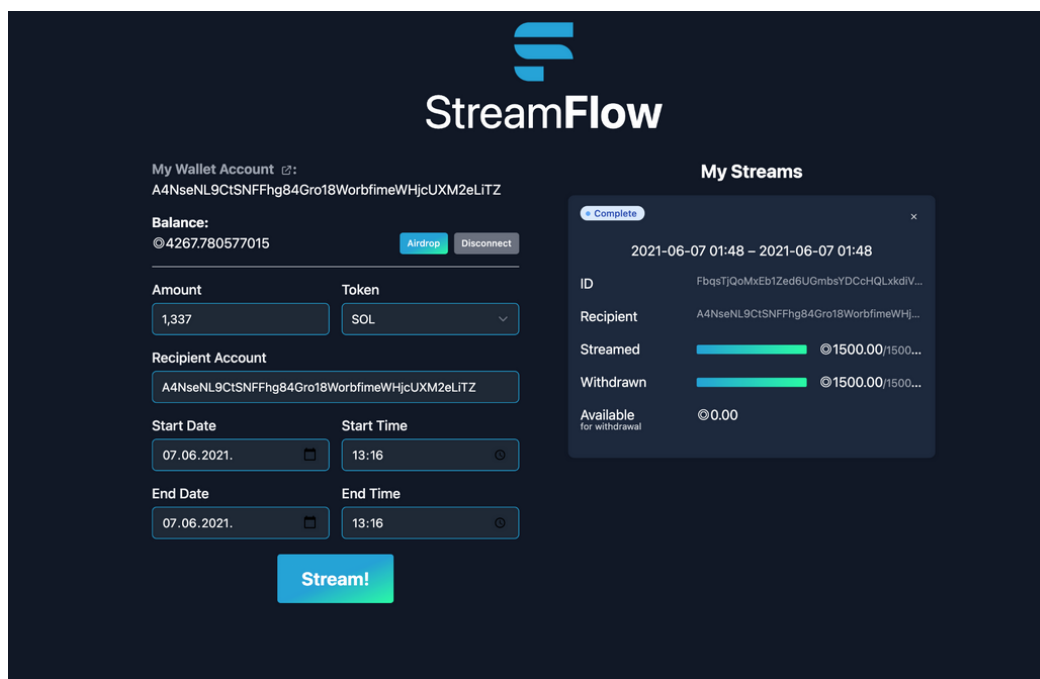 StreamFlow
My Wallet Account :
A4NseNL9CtSNFFhg84Gro18WorbfimeWHjcUXM2eLiTZ
Balance:
◎4267.780577015
Airdrop
Disconnect
Amount
Token
1,337
SOL
Recipient Account
A4NseNL9CtSNFFhg84Gro18WorbfimeWHjcUXM2eLiTZ
Start Date
Start Time
07.06.2021.
13:16
End Date
End Time
07.06.2021.
13:16
Stream!
My Streams
Complete
×
2021-06-07 01:48 – 2021-06-07 01:48
ID FbqsTjQoMxEb1Zed6UGmbsYDCcHQLxkdiV...
Recipient A4NseNL9CtSNFFhg84Gro18WorbfimeWHj...
Streamed ◎1500.00/1500...
Withdrawn ◎1500.00/1500...
Available ◎0.00
for withdrawal